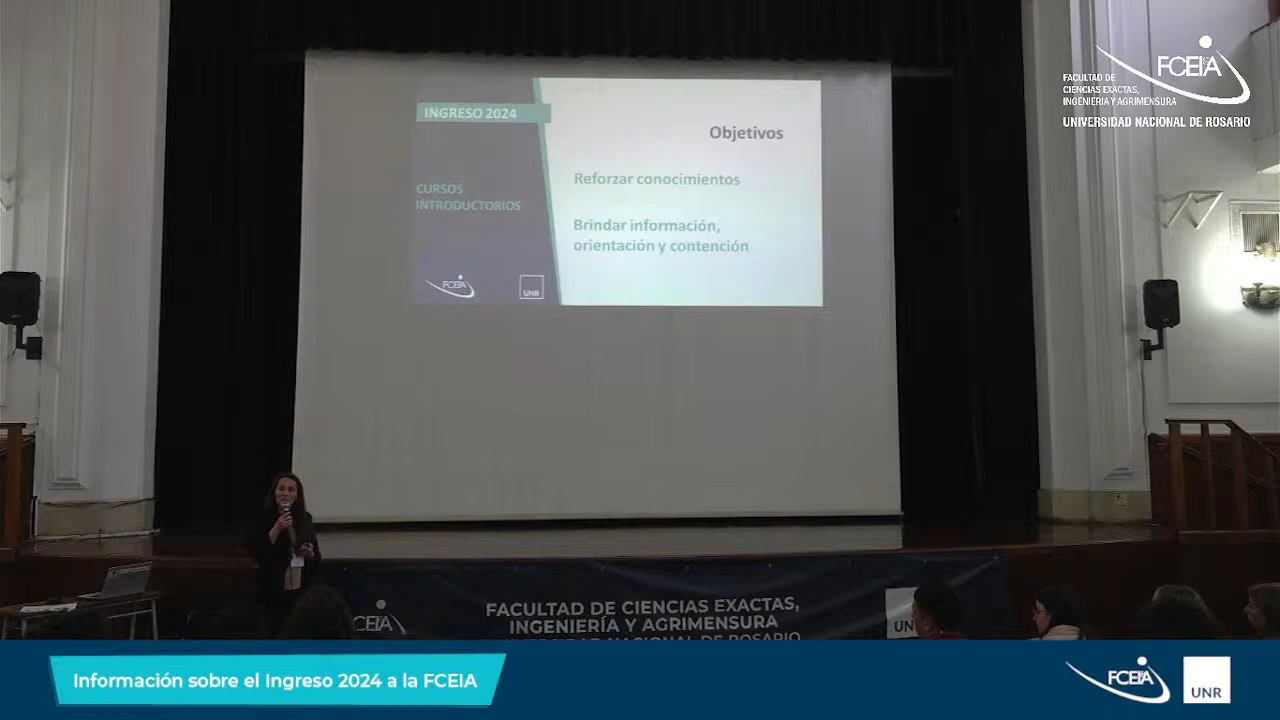 FCEIA
FACULTAD DE
CIENCIAS EXACTAS,
INGENIERÍA Y AGRIMENSURA
UNIVERSIDAD NACIONAL DE ROSARIO
INGRESO 2024
Objetivos
CURSOS
INTRODUCTORIOS
Reforzar conocimientos
Brindar información,
orientación y contención
FCEIA
UNR
FACULTAD DE CIENCIAS EXACTAS,
INGENIERÍA Y AGRIMENSURA
Información sobre el Ingreso 2024 a la FCEIA
FCEIA
UNR